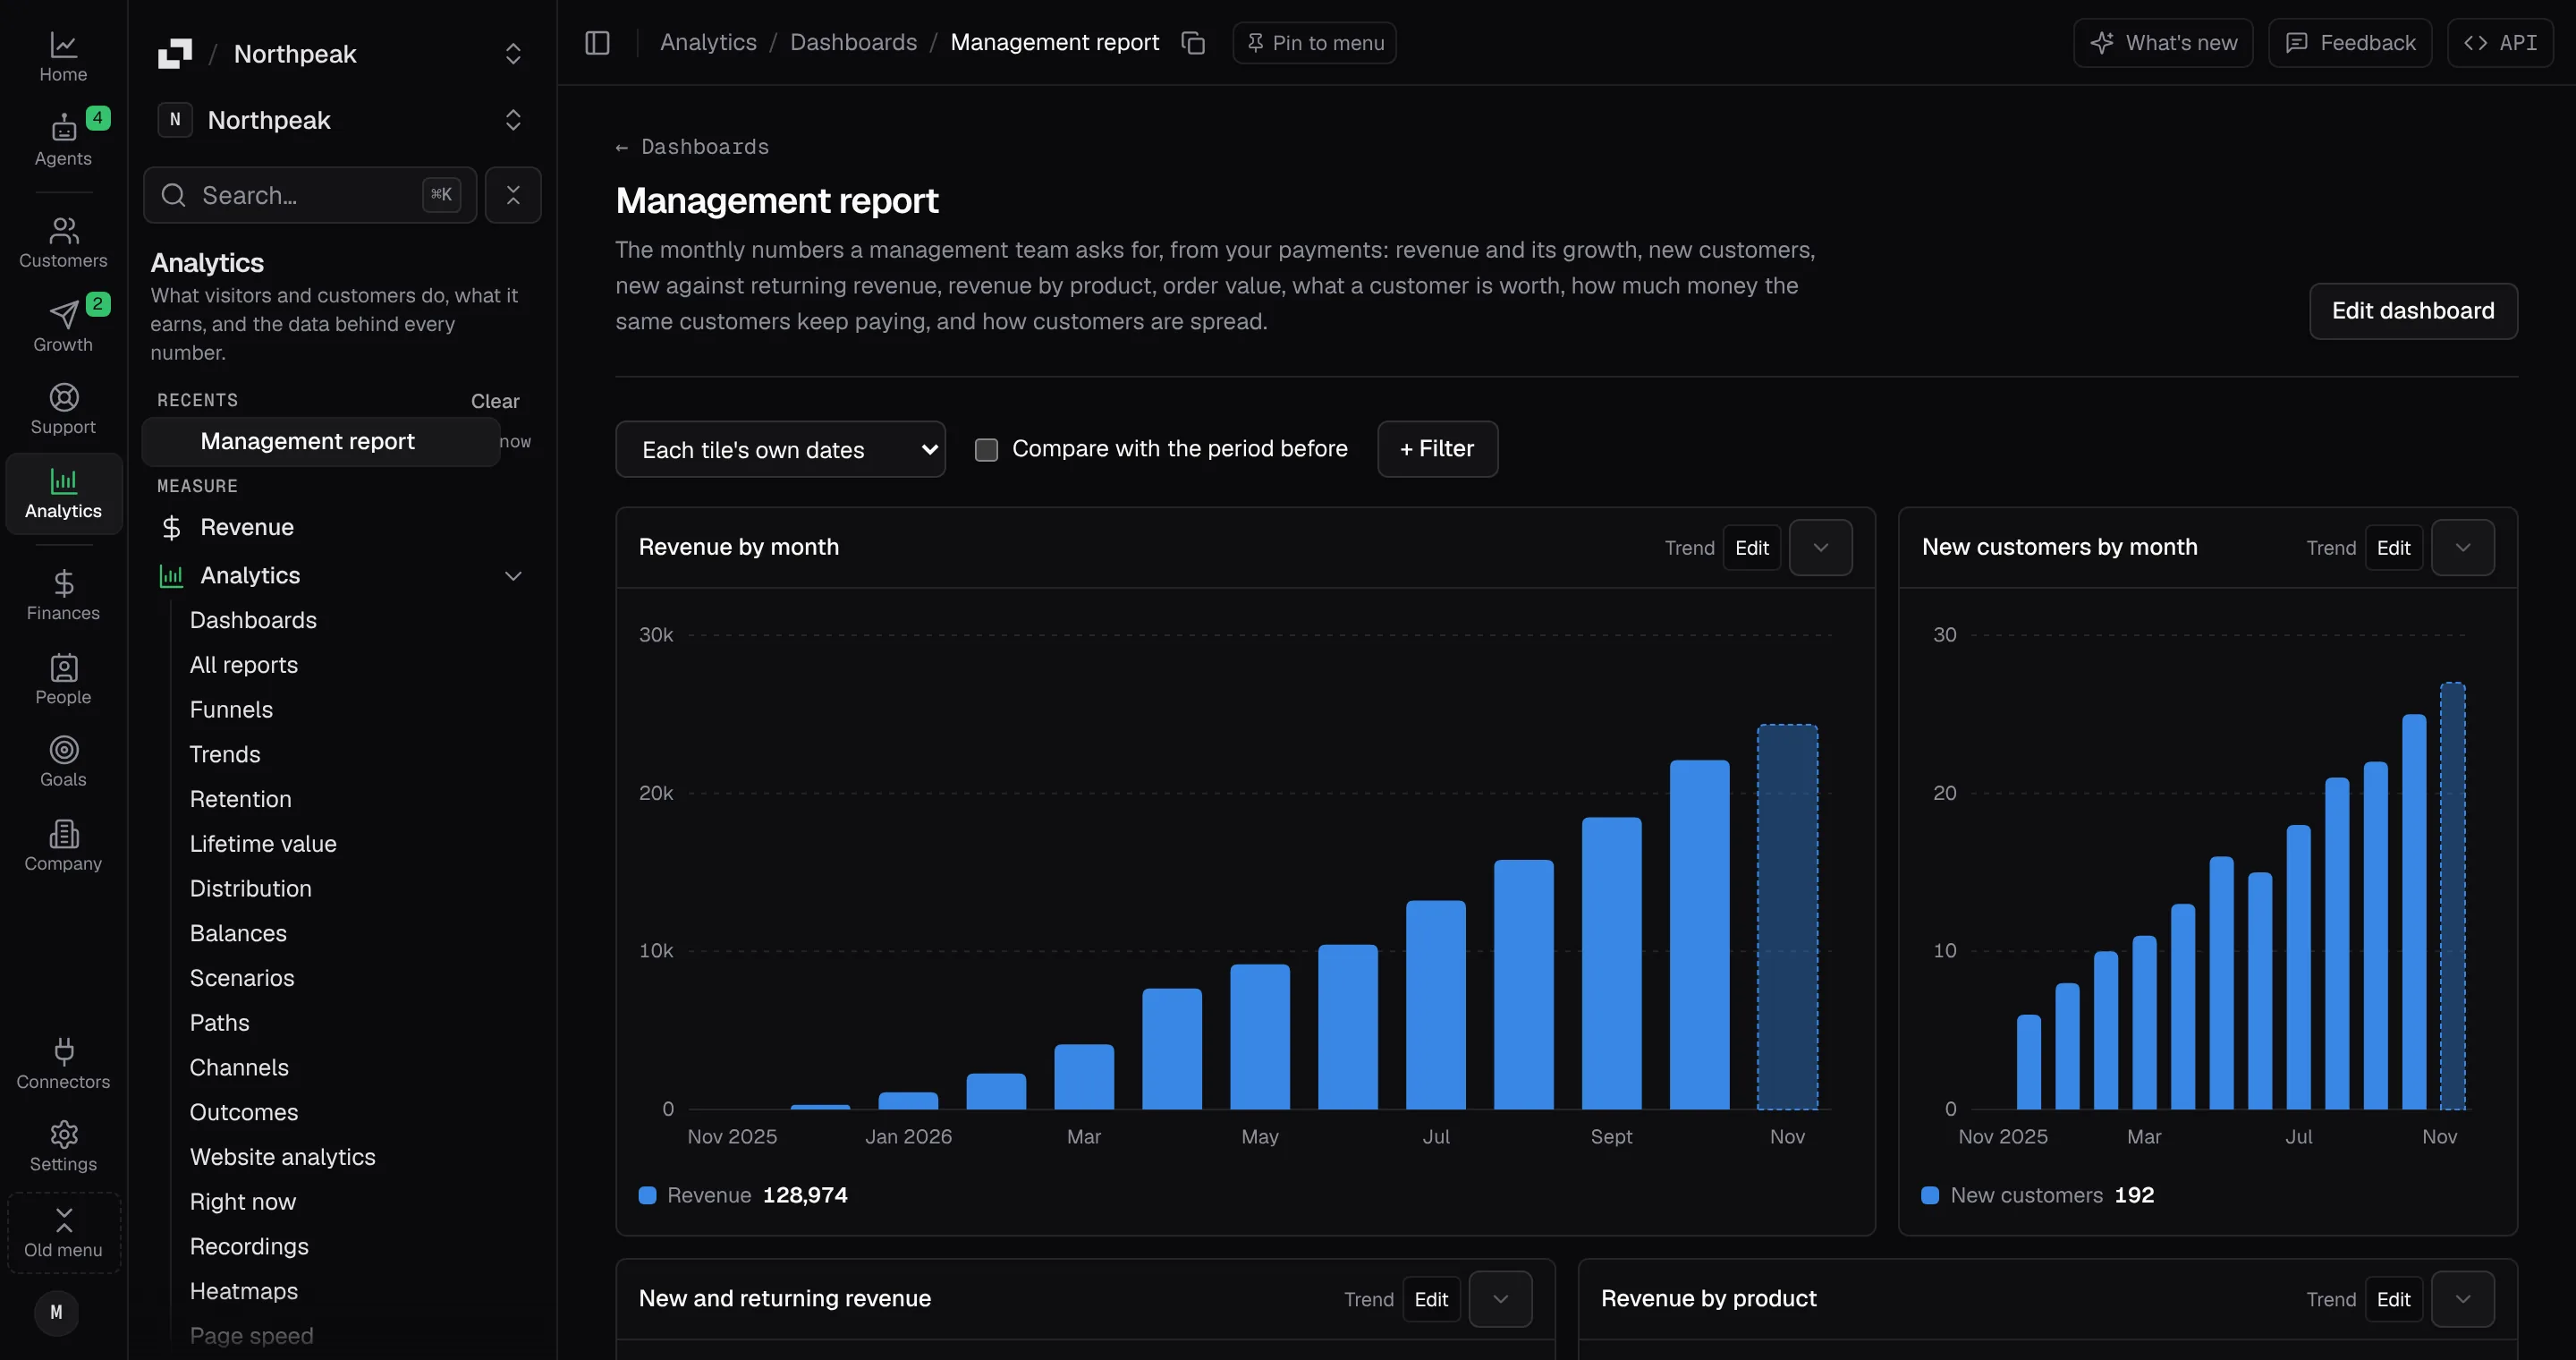 Home
4
Agents
Customers
2
Growth
Support
Analytics
Finances
People
Goals
Company
Connectors
Settings
Old menu
M
/ Northpeak
N Northpeak
Search... ⌘K
Analytics
What visitors and customers do, what it
earns, and the data behind every
number.
RECENTS Clear
Management report now
MEASURE
Revenue
Analytics
Dashboards
All reports
Funnels
Trends
Retention
Lifetime value
Distribution
Balances
Scenarios
Paths
Channels
Outcomes
Website analytics
Right now
Recordings
Heatmaps
Page speed
Analytics / Dashboards / Management report Pin to menu
What's new Feedback <> API
← Dashboards
Management report
The monthly numbers a management team asks for, from your payments: revenue and its growth, new customers,
new against returning revenue, revenue by product, order value, what a customer is worth, how much money the
same customers keep paying, and how customers are spread.
Edit dashboard
Each tile's own dates Compare with the period before + Filter
Revenue by month Trend Edit
30k
20k
10k
0
Nov 2025 Jan 2026 Mar May Jul Sept Nov
Revenue 128,974
New customers by month Trend Edit
30
20
10
0
Nov 2025 Mar Jul Nov
New customers 192
New and returning revenue Trend Edit
Revenue by product Trend Edit